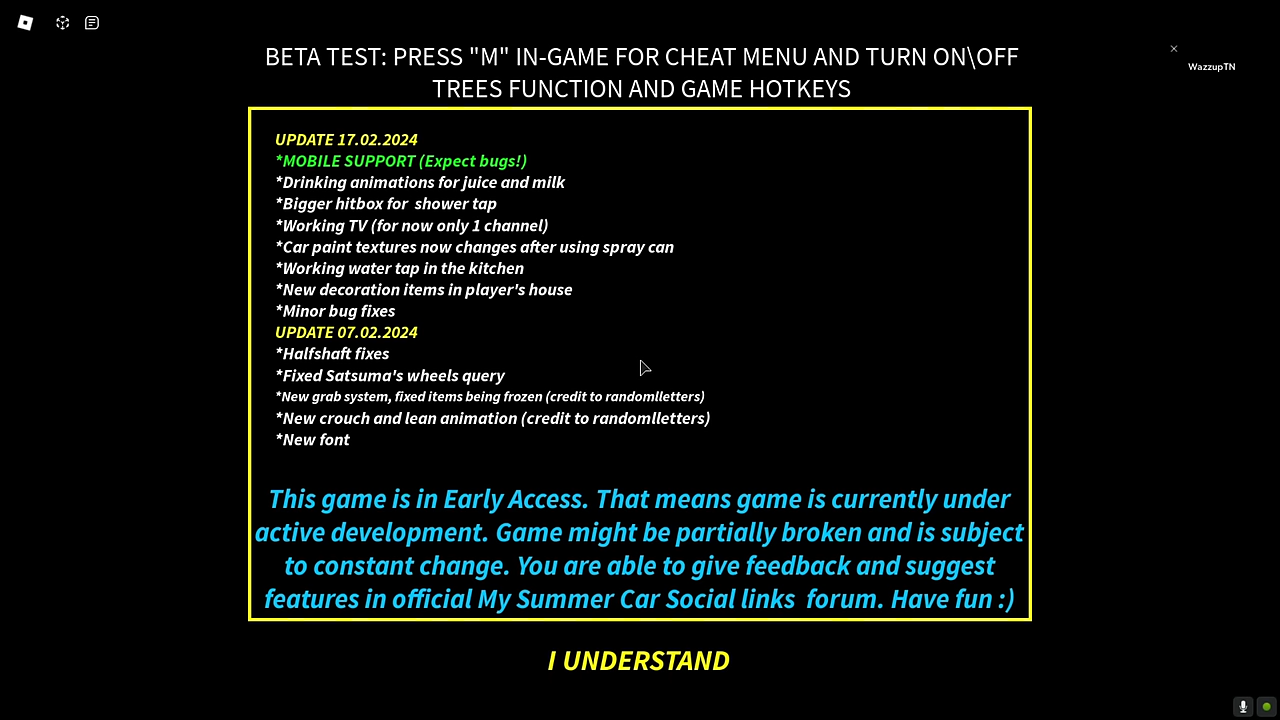 BETA TEST: PRESS "M" IN-GAME FOR CHEAT MENU AND TURN ON\OFF
TREES FUNCTION AND GAME HOTKEYS
WazzupTN
UPDATE 17.02.2024
*MOBILE SUPPORT (Expect bugs!)
*Drinking animations for juice and milk
*Bigger hitbox for  shower tap
*Working TV (for now only 1 channel)
*Car paint textures now changes after using spray can
*Working water tap in the kitchen
*New decoration items in player's house
*Minor bug fixes
UPDATE 07.02.2024
*Halfshaft fixes
*Fixed Satsuma's wheels query
*New grab system, fixed items being frozen (credit to randomlletters)
*New crouch and lean animation (credit to randomlletters)
*New font
This game is in Early Access. That means game is currently under
active development. Game might be partially broken and is subject
to constant change. You are able to give feedback and suggest
features in official My Summer Car Social links  forum. Have fun :)
I UNDERSTAND